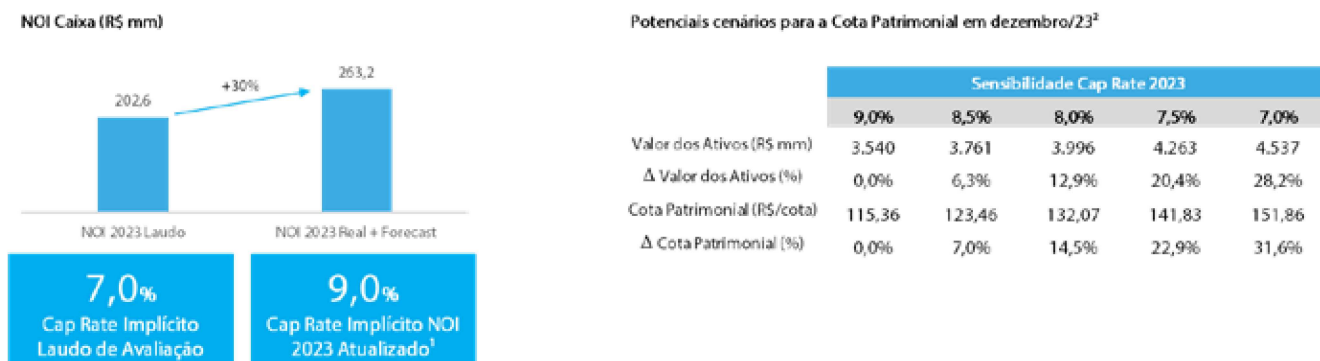 NOI Caixa (R$ mm)
202,6
+30%
263,2
NOI 2023 Laudo
NOI 2023 Real + Forecast
7,0%
Cap Rate Implícito
Laudo de Avaliação
9,0%
Cap Rate Implícito NOI
2023 Atualizado¹
Potenciais cenários para a Cota Patrimonial em dezembro/23²
Sensibilidade Cap Rate 2023
9,0% 8,5% 8,0% 7,5% 7,0%
Valor dos Ativos (R$ mm) 3.540 3.761 3.996 4.263 4.537
Δ Valor dos Ativos (%) 0,0% 6,3% 12,9% 20,4% 28,2%
Cota Patrimonial (R$/cota) 115,36 123,46 132,07 141,83 151,86
Δ Cota Patrimonial (%) 0,0% 7,0% 14,5% 22,9% 31,6%